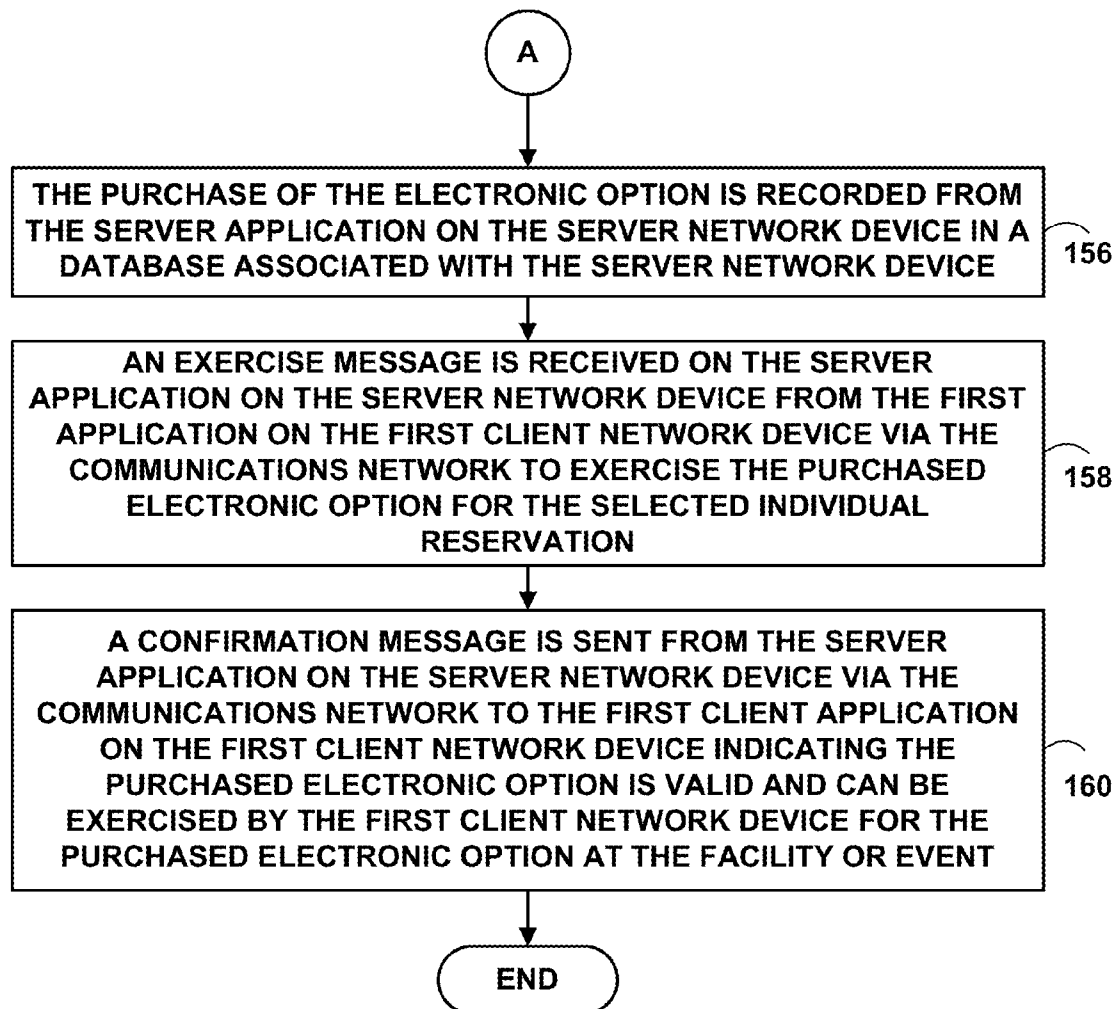 A
THE PURCHASE OF THE ELECTRONIC OPTION IS RECORDED FROM
THE SERVER APPLICATION ON THE SERVER NETWORK DEVICE IN A
DATABASE ASSOCIATED WITH THE SERVER NETWORK DEVICE
156
AN EXERCISE MESSAGE IS RECEIVED ON THE SERVER
APPLICATION ON THE SERVER NETWORK DEVICE FROM THE FIRST
APPLICATION ON THE FIRST CLIENT NETWORK DEVICE VIA THE
COMMUNICATIONS NETWORK TO EXERCISE THE PURCHASED
ELECTRONIC OPTION FOR THE SELECTED INDIVIDUAL
RESERVATION
158
A CONFIRMATION MESSAGE IS SENT FROM THE SERVER
APPLICATION ON THE SERVER NETWORK DEVICE VIA THE
COMMUNICATIONS NETWORK TO THE FIRST CLIENT APPLICATION
ON THE FIRST CLIENT NETWORK DEVICE INDICATING THE
PURCHASED ELECTRONIC OPTION IS VALID AND CAN BE
EXERCISED BY THE FIRST CLIENT NETWORK DEVICE FOR THE
PURCHASED ELECTRONIC OPTION AT THE FACILITY OR EVENT
160
END